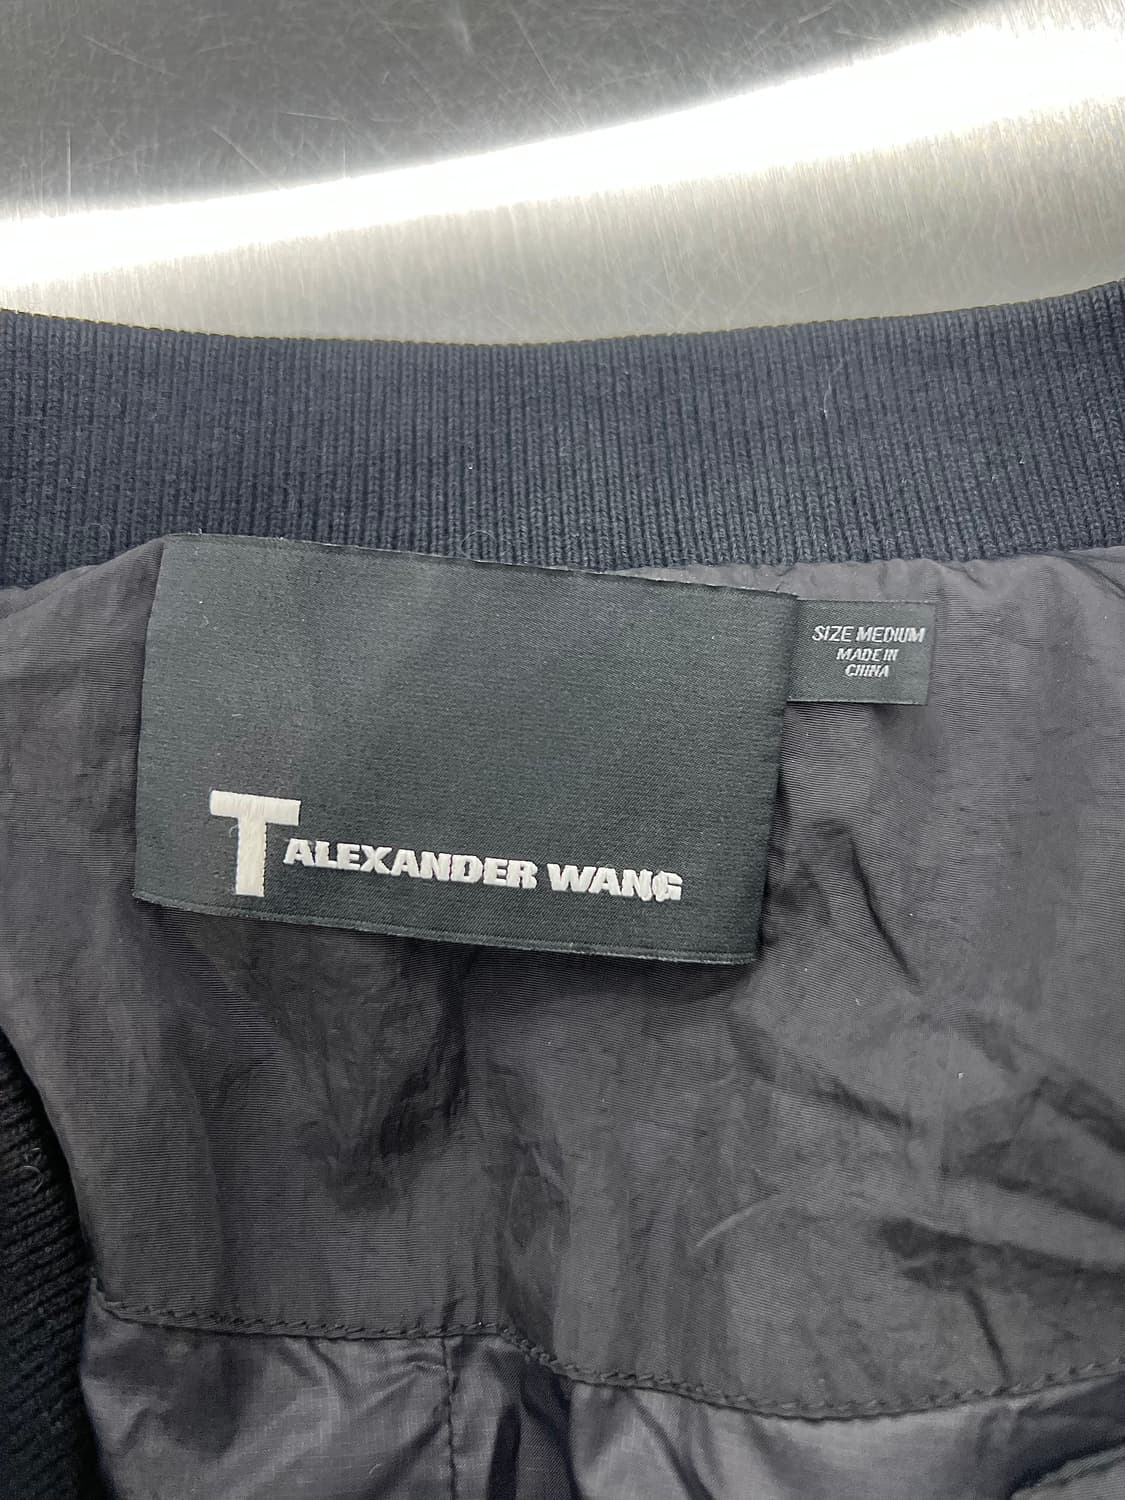 SIZE MEDIUM
MADE IN
CHINA
T ALEXANDER WANG